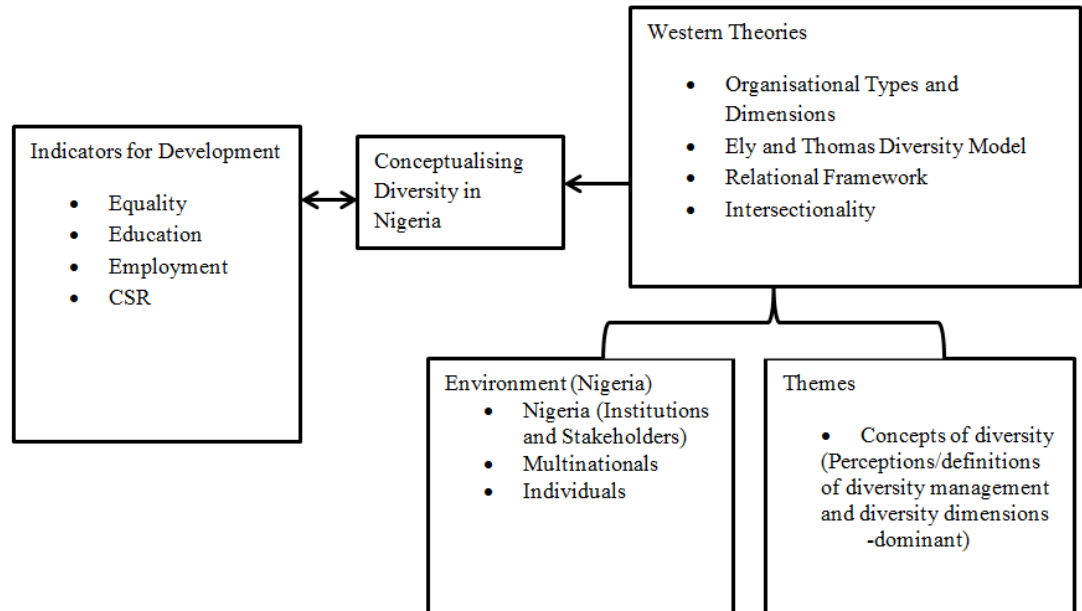 Western Theories
• Organisational Types and
Dimensions
• Ely and Thomas Diversity Model
• Relational Framework
• Intersectionality
Indicators for Development
• Equality
• Education
• Employment
• CSR
Conceptualising
Diversity in
Nigeria
Environment (Nigeria)
• Nigeria (Institutions
and Stakeholders)
• Multinationals
• Individuals
Themes
• Concepts of diversity
(Perceptions/definitions
of diversity management
and diversity dimensions
-dominant)